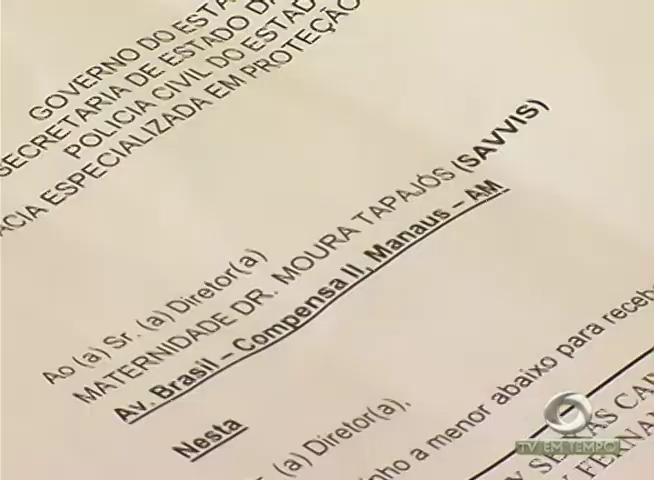 GOVERNO DO ESTA
SECRETARIA DE ESTADO DA
POLICIA CIVIL DO ESTADO
ACIA ESPECIALIZADA EM PROTEÇÃO
Ao (a) Sr. (a) Diretor(a)
MATERNIDADE DR. MOURA TAPAJÓS (SAVVIS)
Av. Brasil – Compensa II, Manaus – AM.
Nesta
(a) Diretor(a),
nho a menor abaixo para receb
TV EM TEMPO